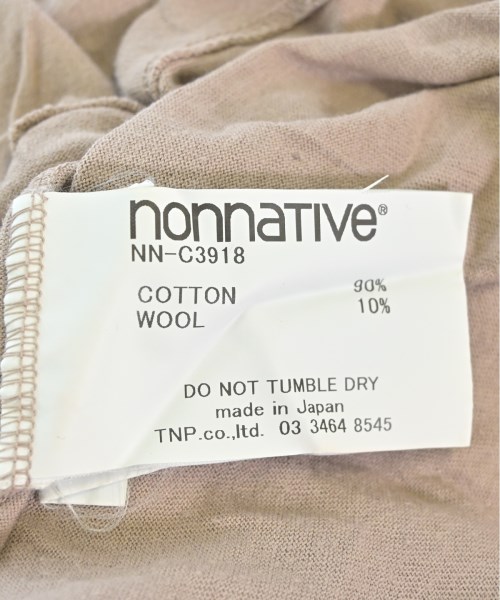 nonnaTIVe®
NN-C3918
COTTON 90%
WOOL 10%
DO NOT TUMBLE DRY
made in Japan
TNP.co.,ltd. 03 3464 8545